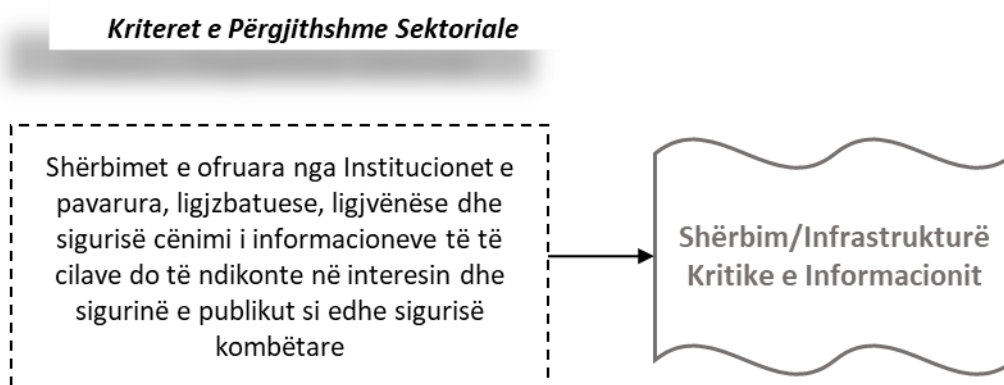 Kriteret e Përgjithshme Sektoriale
Shërbimet e ofruara nga Institucionet e
pavarura, ligjzbatuese, ligjvënëse dhe
sigurisë cënimi i informacioneve të të
cilave do të ndikonte në interesin dhe
sigurinë e publikut si edhe sigurisë
kombëtare
Shërbim/Infrastrukturë
Kritike e Informacionit